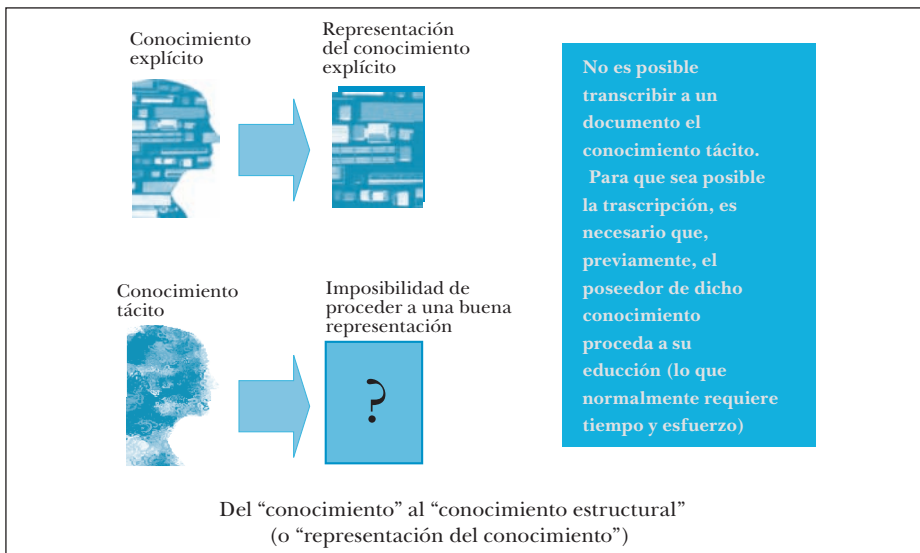 Conocimiento
explícito
Representación
del conocimiento
explícito
No es posible
transcribir a un
documento el
conocimiento tácito.
Para que sea posible
la trascripción, es
necesario que,
previamente, el
poseedor de dicho
conocimiento
proceda a su
educción (lo que
normalmente requiere
tiempo y esfuerzo)
Conocimiento
tácito
Imposibilidad de
proceder a una buena
representación
?
Del “conocimiento” al “conocimiento estructural”
(o “representación del conocimiento”)